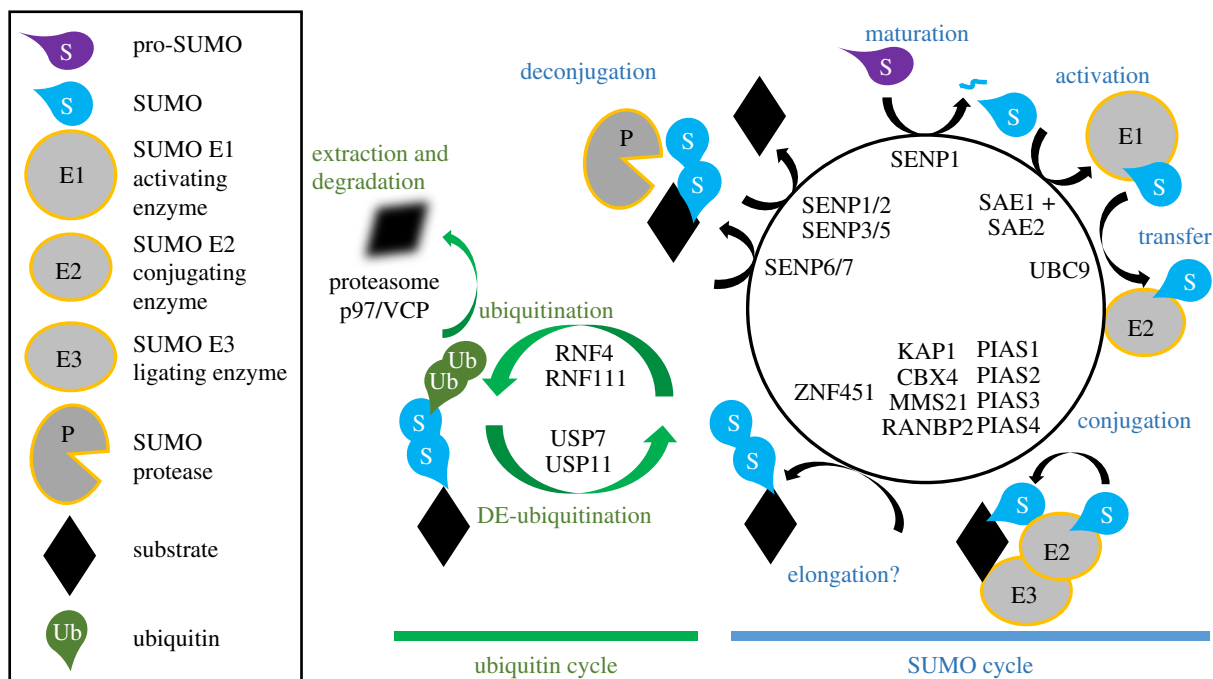 S
pro-SUMO
S
SUMO
E1
SUMO E1
activating
enzyme
E2
SUMO E2
conjugating
enzyme
E3
SUMO E3
ligating enzyme
P
SUMO
protease
substrate
Ub
ubiquitin
maturation
S
deconjugation
activation
S
E1
S
P
S
S
SENP1
extraction and
degradation
SENP1/2
SENP3/5
SAE1 +
SAE2
transfer
SENP6/7
UBC9
S
E2
proteasome
p97/VCP
ubiquitination
RNF4
RNF111
Ub
Ub
S
S
USP7
USP11
DE-ubiquitination
ZNF451
KAP1
CBX4
MMS21
RANBP2
PIAS1
PIAS2
PIAS3
PIAS4
conjugation
S
S
elongation?
S
S
E2
E3
ubiquitin cycle
SUMO cycle